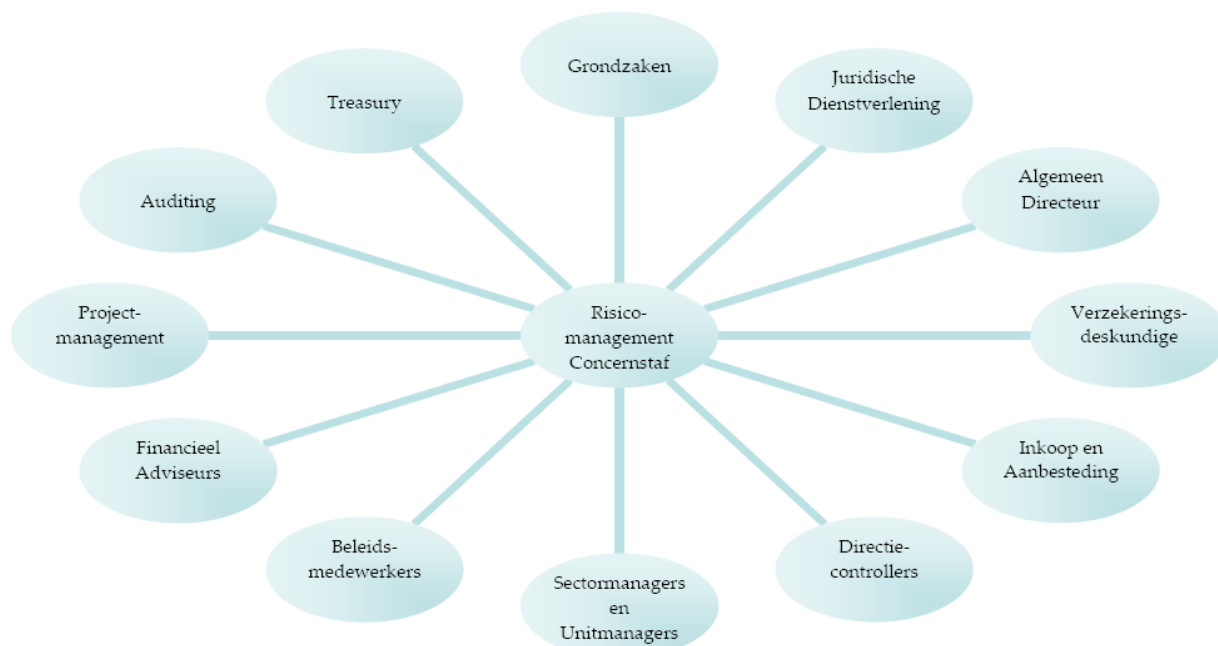 Grondzaken
Juridische
Dienstverlening
Treasury
Algemeen
Directeur
Auditing
Project-
management
Risico-
management
Concernstaf
Verzekerings-
deskundige
Financieel
Adviseurs
Inkoop en
Aanbesteding
Beleids-
medewerkers
Sectormanagers
en
Unitmanagers
Directie-
controllers